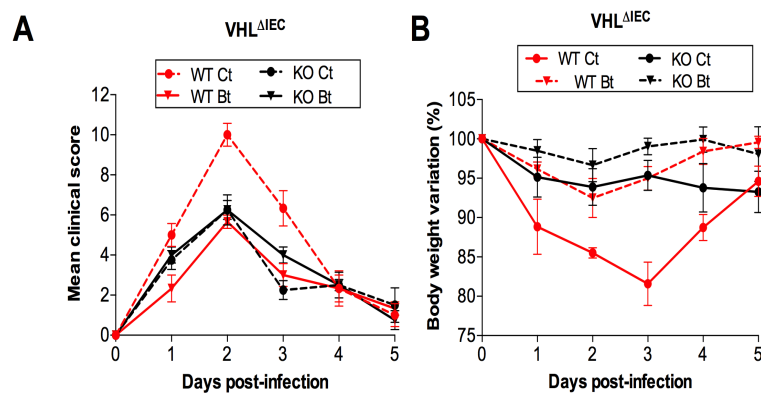 A
VHLΔIEC
WT Ct
KO Ct
WT Bt
KO Bt
Mean clinical score
12
10
8
6
4
2
0
0 1 2 3 4 5
Days post-infection
B
VHLΔIEC
WT Ct
KO Ct
WT Bt
KO Bt
Body weight variation (%)
105
100
95
90
85
80
75
0 1 2 3 4 5
Days post-infection